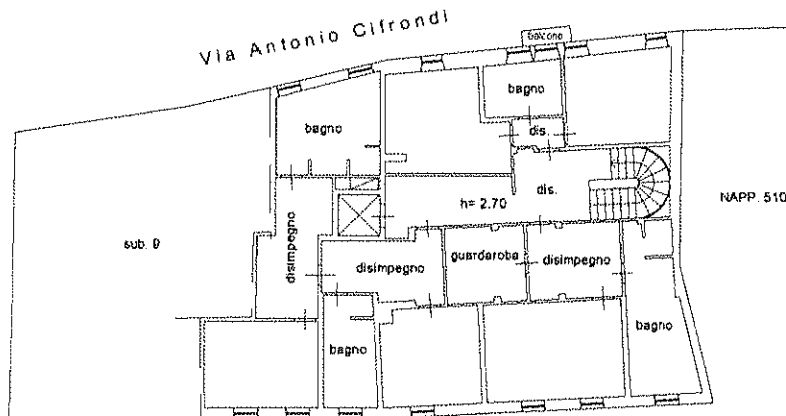 Via Antonio Cifrondi
balcone
bagno
bagno
dis.
dis.
h= 2.70
NAPP. 510
sub. 9
disimpegno
disimpegno
guardaroba
disimpegno
bagno
bagno